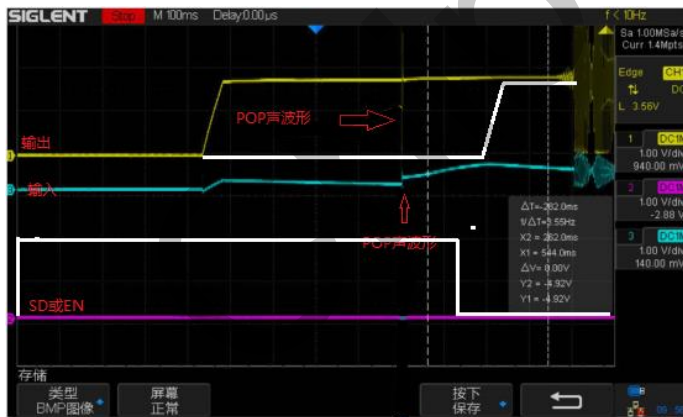 SIGLENT Stop M 100ms Delay:0.00µs f < 10Hz
Sa 1.00MSa/s
Curr 1.4Mpts
Edge CH1
DC
L 3.56V
POP声波形
输出
1 DC1M
1.00 V/div
940.00 mV
输入
2 DC1M
1.00 V/div
-2.88 V
POP声波形
3 DC1M
1.00 V/div
140.00 mV
ΔT=-282.0ms
1/ΔT=3.55Hz
X2 = 262.0ms
X1 = 544.0ms
ΔV= 0.00V
Y2 = -4.92V
Y1 = -4.92V
SD或EN
存储
类型
BMP图像
屏幕
正常
按下
保存